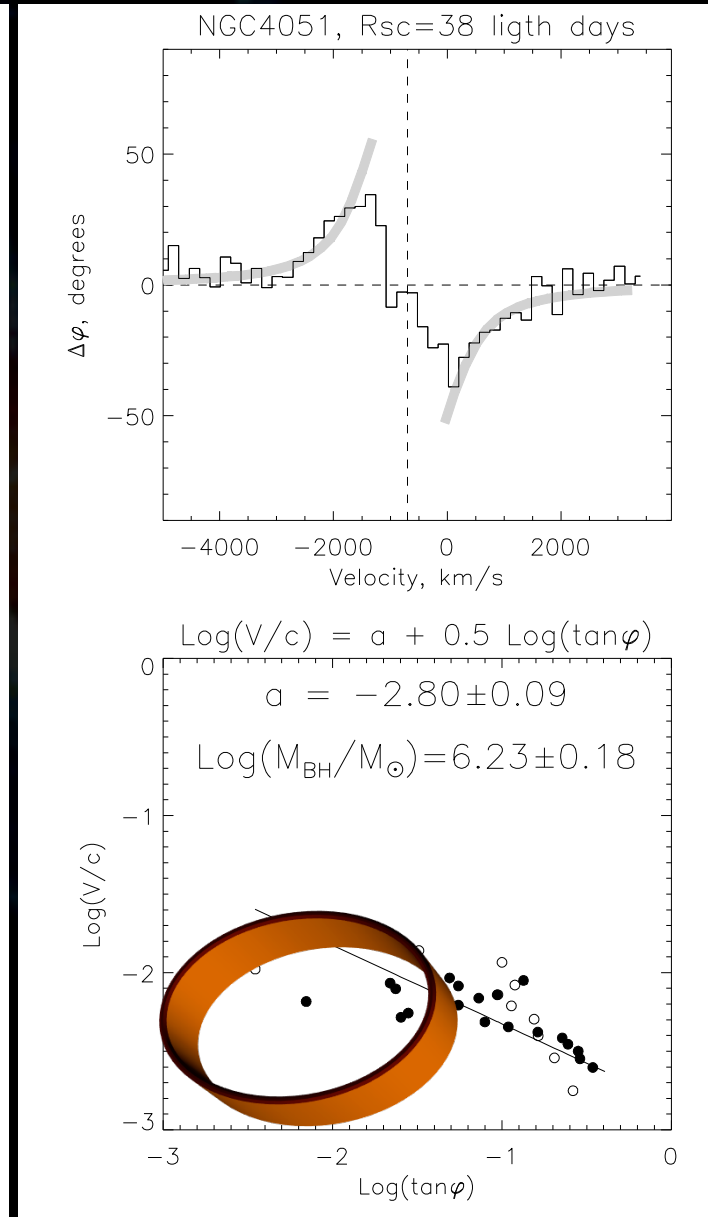 NGC4051, Rsc=38 ligth days
50
0
−50
Δφ, degrees
−4000 −2000 0 2000
Velocity, km/s
Log(V/c) = a + 0.5 Log(tanφ)
a = −2.80±0.09
Log(M_BH/M_⊙)=6.23±0.18
0
−1
−2
−3
Log(V/c)
−3 −2 −1 0
Log(tanφ)